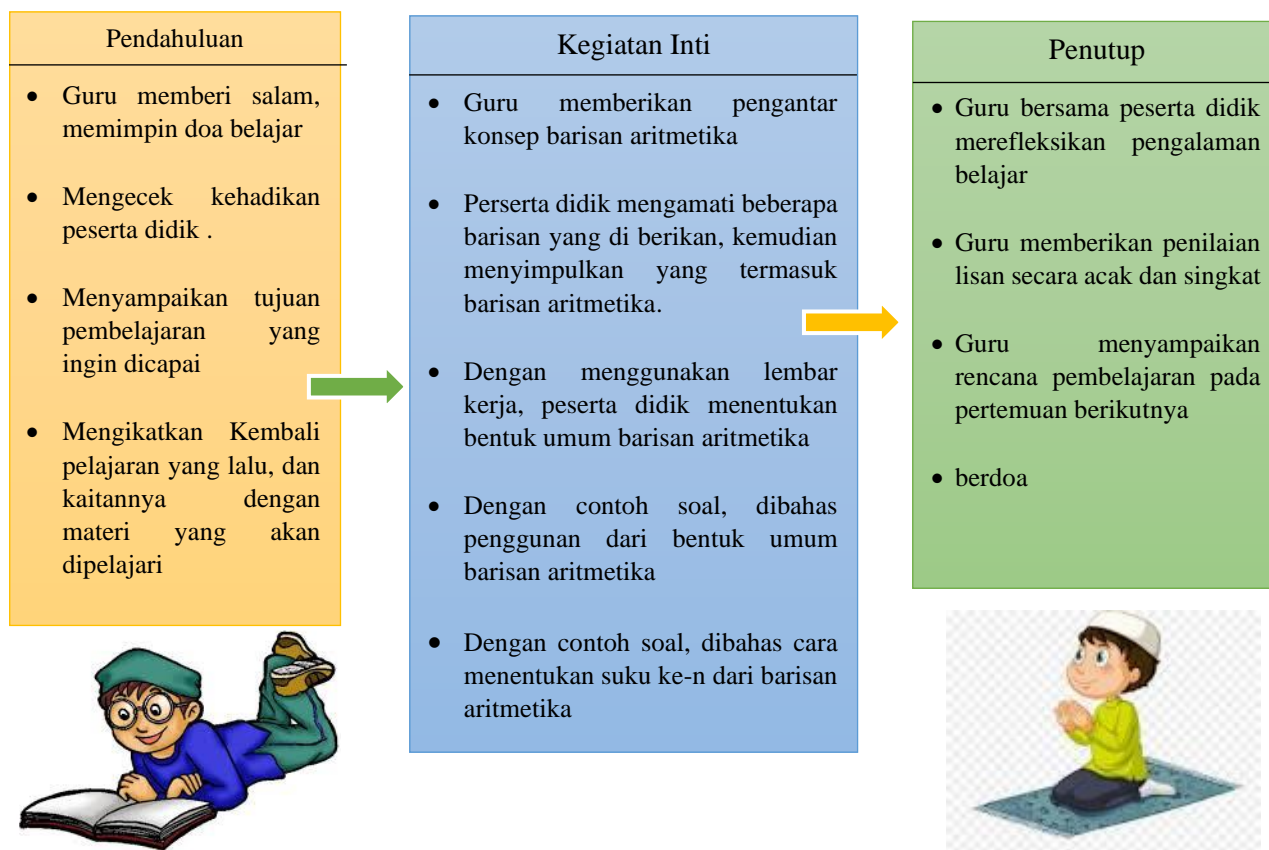 Pendahuluan
• Guru memberi salam,
memimpin doa belajar
• Mengecek kehadikan
peserta didik .
• Menyampaikan tujuan
pembelajaran yang
ingin dicapai
• Mengikatkan Kembali
pelajaran yang lalu, dan
kaitannya dengan
materi yang akan
dipelajari
Kegiatan Inti
• Guru memberikan pengantar
konsep barisan aritmetika
• Perserta didik mengamati beberapa
barisan yang di berikan, kemudian
menyimpulkan yang termasuk
barisan aritmetika.
• Dengan menggunakan lembar
kerja, peserta didik menentukan
bentuk umum barisan aritmetika
• Dengan contoh soal, dibahas
penggunan dari bentuk umum
barisan aritmetika
• Dengan contoh soal, dibahas cara
menentukan suku ke-n dari barisan
aritmetika
Penutup
• Guru bersama peserta didik
merefleksikan pengalaman
belajar
• Guru memberikan penilaian
lisan secara acak dan singkat
• Guru menyampaikan
rencana pembelajaran pada
pertemuan berikutnya
• berdoa